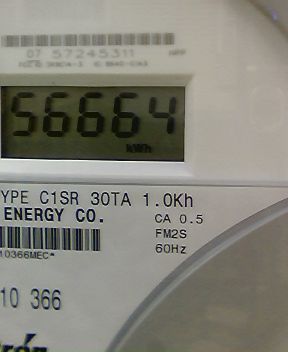 07 57245311
56664
kWh
YPE C1SR 30TA 1.0Kh
ENERGY CO.
CA 0.5
FM2S
60Hz
10366MEC*
10 366